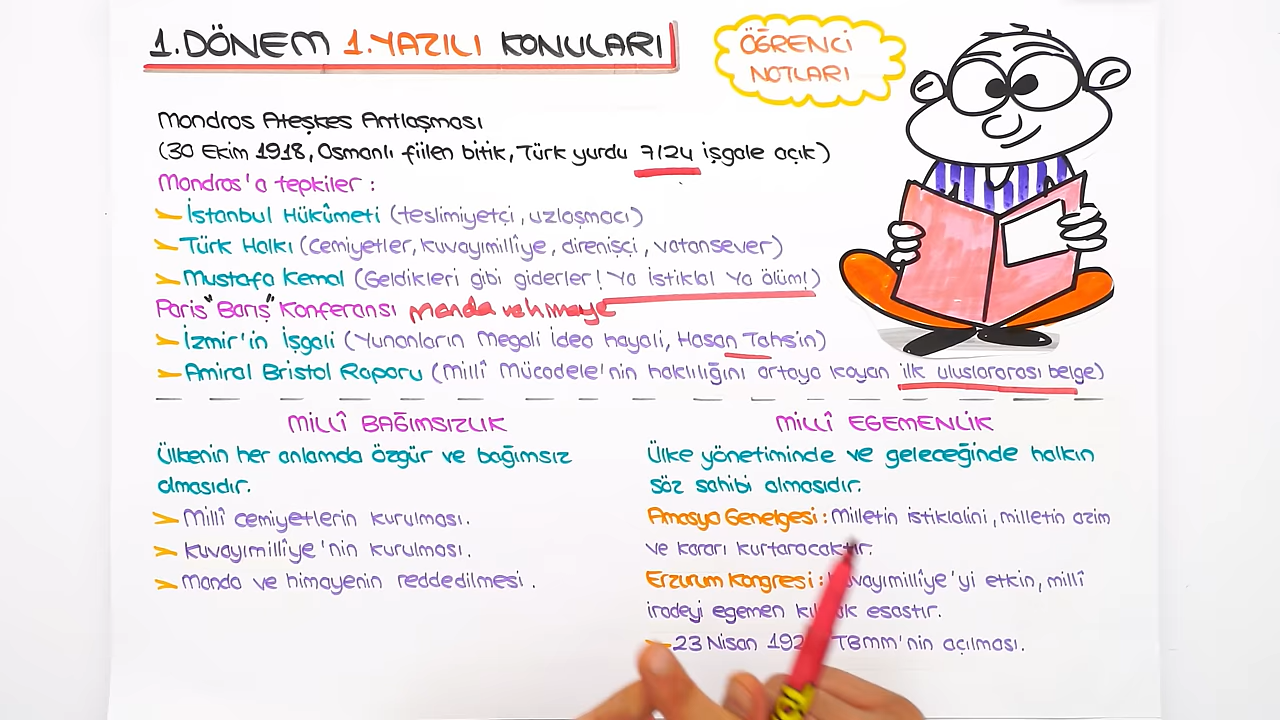 1. DÖNEM 1. YAZILI KONULARI
ÖĞRENCİ
NOTLARI
Mondros Ateşkes Antlaşması
(30 Ekim 1918, Osmanlı fiilen bitik, Türk yurdu 7/24 işgale açık)
Mondros'a tepkiler :
➤ İstanbul Hükûmeti (teslimiyetçi, uzlaşmacı)
➤ Türk Halkı (Cemiyetler, Kuvayımillîye, direnişçi, vatansever)
➤ Mustafa Kemal (Geldikleri gibi giderler! Ya İstiklal Ya Ölüm!)
Paris "Barış" Konferansı manda ve himaye
➤ İzmir'in İşgali (Yunanların Megali İdea hayali, Hasan Tahsin)
➤ Amiral Bristol Raporu (Millî Mücadele'nin haklılığını ortaya koyan ilk uluslararası belge)
MİLLÎ BAĞIMSIZLIK
Ülkenin her anlamda özgür ve bağımsız
olmasıdır.
➤ Millî cemiyetlerin kurulması.
➤ Kuvayımillîye'nin kurulması.
➤ Manda ve himayenin reddedilmesi.
MİLLÎ EGEMENLİK
Ülke yönetiminde ve geleceğinde halkın
söz sahibi olmasıdır.
Amasya Genelgesi : Milletin istiklalini, milletin azim
ve kararı kurtaracaktır.
Erzurum Kongresi : Kuvayımillîye'yi etkin, millî
iradeyi egemen esastır.
➤ 23 Nisan TBMM'nin açılması.